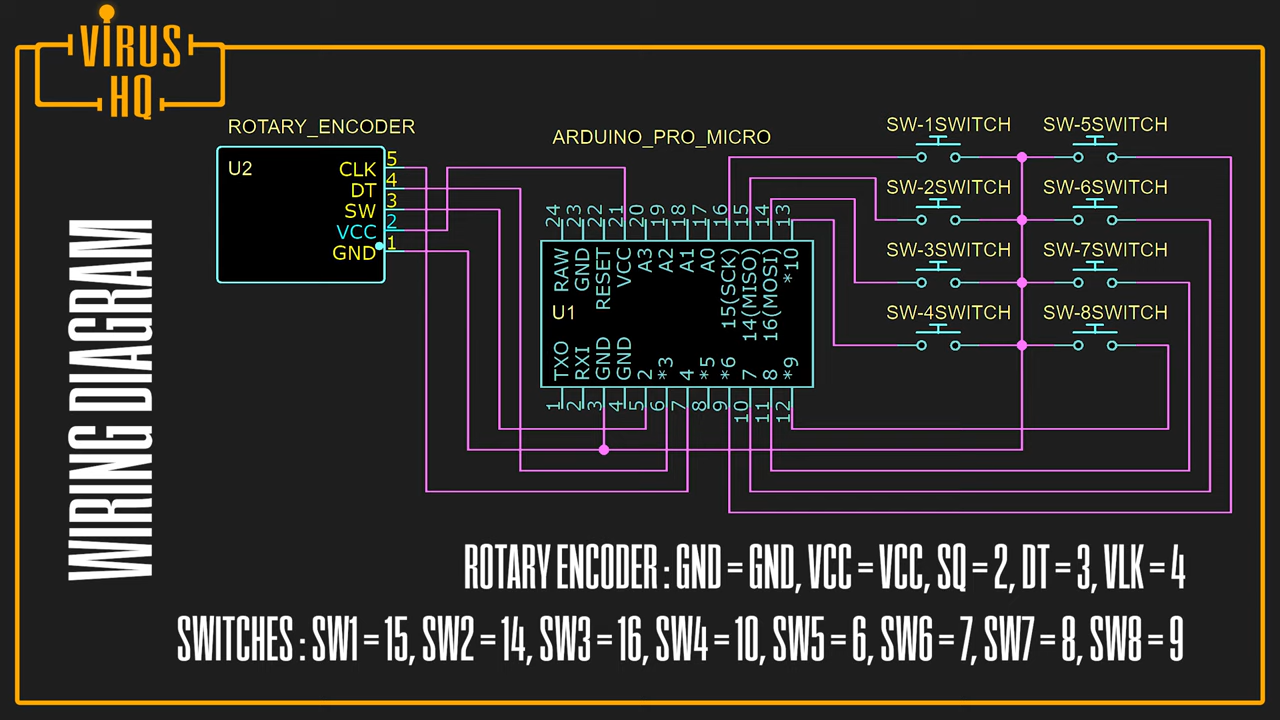 ViRUS
HQ
WIRING DIAGRAM
ROTARY_ENCODER
U2
CLK 5
DT 4
SW 3
VCC 2
GND 1
ARDUINO_PRO_MICRO
24 23 22 21 20 19 18 17 16 15 14 13
RAW GND RESET VCC A3 A2 A1 A0 15(SCK) 14(MISO) 16(MOSI) *10
U1
TXO RXI GND GND 2 *3 4 *5 *6 7 8 *9
1 2 3 4 5 6 7 8 9 10 11 12
SW-1SWITCH SW-5SWITCH
SW-2SWITCH SW-6SWITCH
SW-3SWITCH SW-7SWITCH
SW-4SWITCH SW-8SWITCH
ROTARY ENCODER : GND = GND, VCC = VCC, SQ = 2, DT = 3, VLK = 4
SWITCHES : SW1 = 15, SW2 = 14, SW3 = 16, SW4 = 10, SW5 = 6, SW6 = 7, SW7 = 8, SW8 = 9